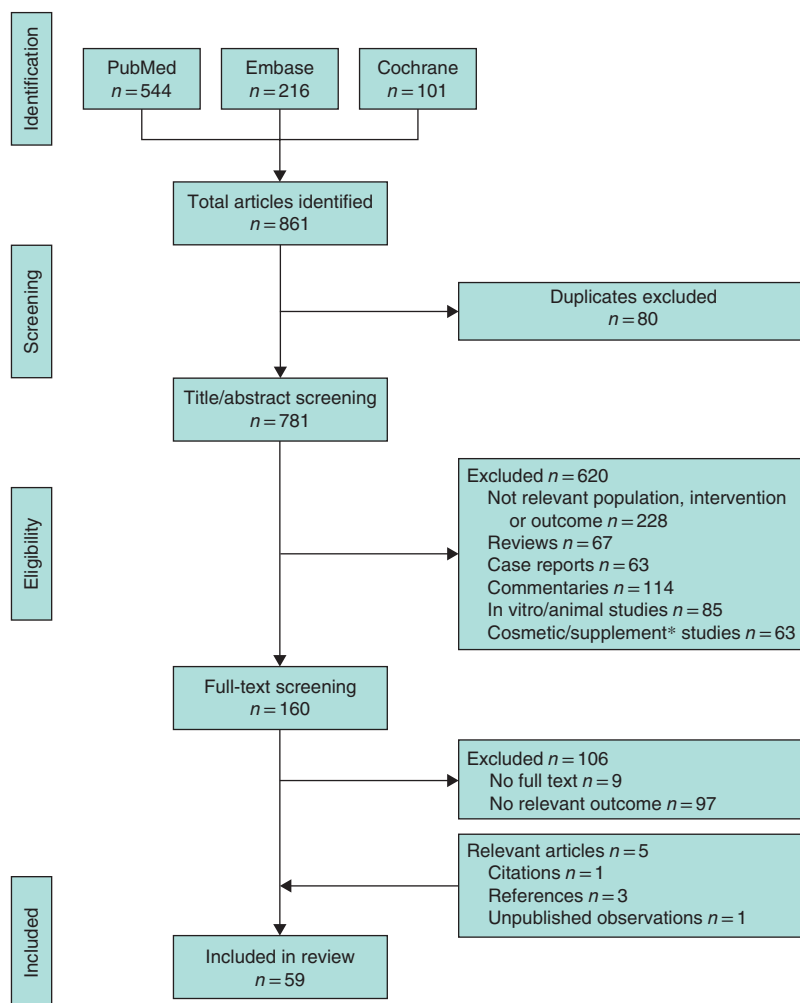 Identification
PubMed
n = 544
Embase
n = 216
Cochrane
n = 101
Total articles identified
n = 861
Screening
Duplicates excluded
n = 80
Title/abstract screening
n = 781
Eligibility
Excluded n = 620
Not relevant population, intervention
or outcome n = 228
Reviews n = 67
Case reports n = 63
Commentaries n = 114
In vitro/animal studies n = 85
Cosmetic/supplement* studies n = 63
Full-text screening
n = 160
Excluded n = 106
No full text n = 9
No relevant outcome n = 97
Relevant articles n = 5
Citations n = 1
References n = 3
Unpublished observations n = 1
Included
Included in review
n = 59